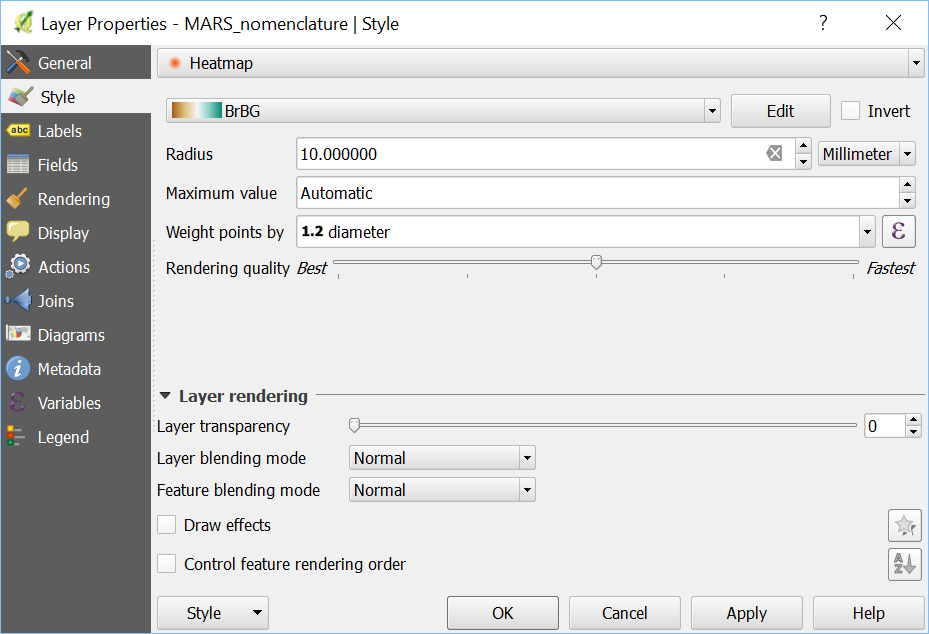 Layer Properties - MARS_nomenclature | Style
?
General
Style
abc Labels
Fields
Rendering
Display
Actions
Joins
Diagrams
i Metadata
ε Variables
Legend
Heatmap
BrBG
Edit
Invert
Radius 10.000000 Millimeter
Maximum value Automatic
Weight points by 1.2 diameter ε
Rendering quality Best Fastest
Layer rendering
Layer transparency 0
Layer blending mode Normal
Feature blending mode Normal
Draw effects
Control feature rendering order
A
Z
Style OK Cancel Apply Help